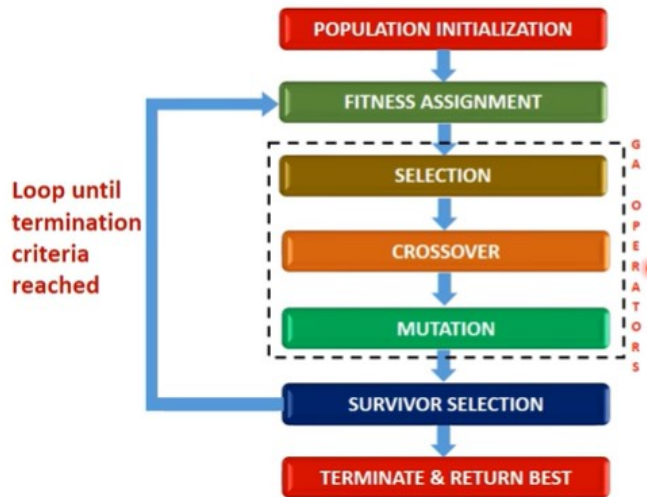 POPULATION INITIALIZATION
FITNESS ASSIGNMENT
SELECTION
CROSSOVER
MUTATION
SURVIVOR SELECTION
TERMINATE & RETURN BEST
Loop until
termination
criteria
reached
GA OPERATORS